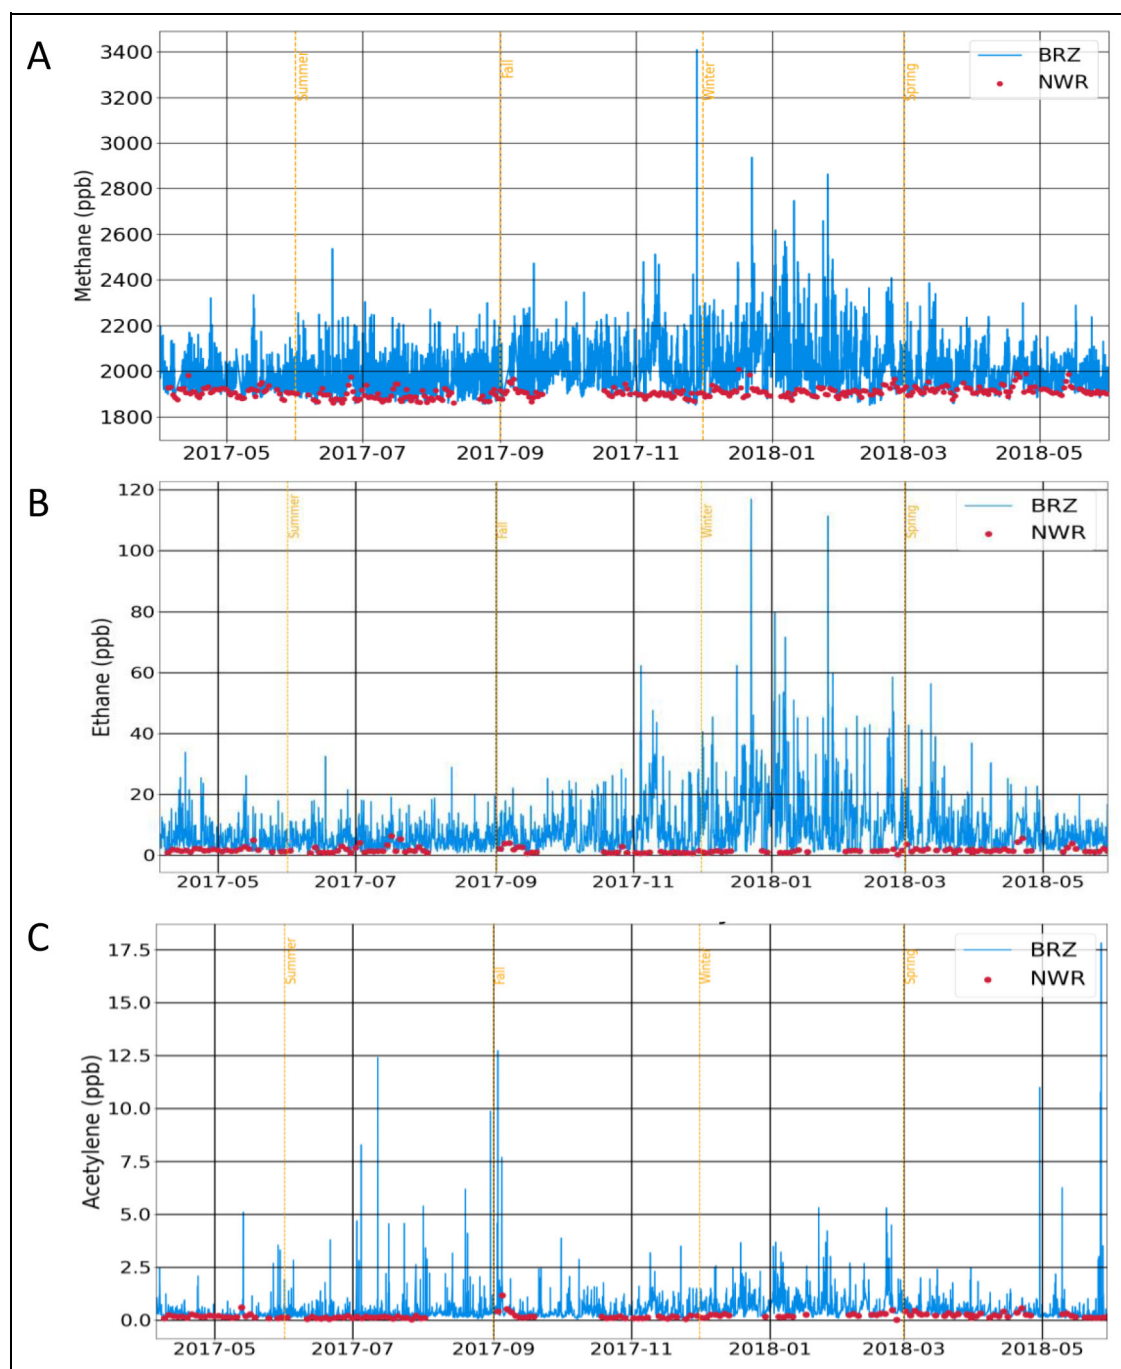 A
3400
3200
3000
2800
2600
2400
2200
2000
1800
Methane (ppb)
Summer
Fall
Winter
Spring
BRZ
NWR
2017-05 2017-07 2017-09 2017-11 2018-01 2018-03 2018-05
B
120
100
80
60
40
20
0
Ethane (ppb)
Summer
Fall
Winter
Spring
BRZ
NWR
2017-05 2017-07 2017-09 2017-11 2018-01 2018-03 2018-05
C
17.5
15.0
12.5
10.0
7.5
5.0
2.5
0.0
Acetylene (ppb)
Summer
Fall
Winter
Spring
BRZ
NWR
2017-05 2017-07 2017-09 2017-11 2018-01 2018-03 2018-05